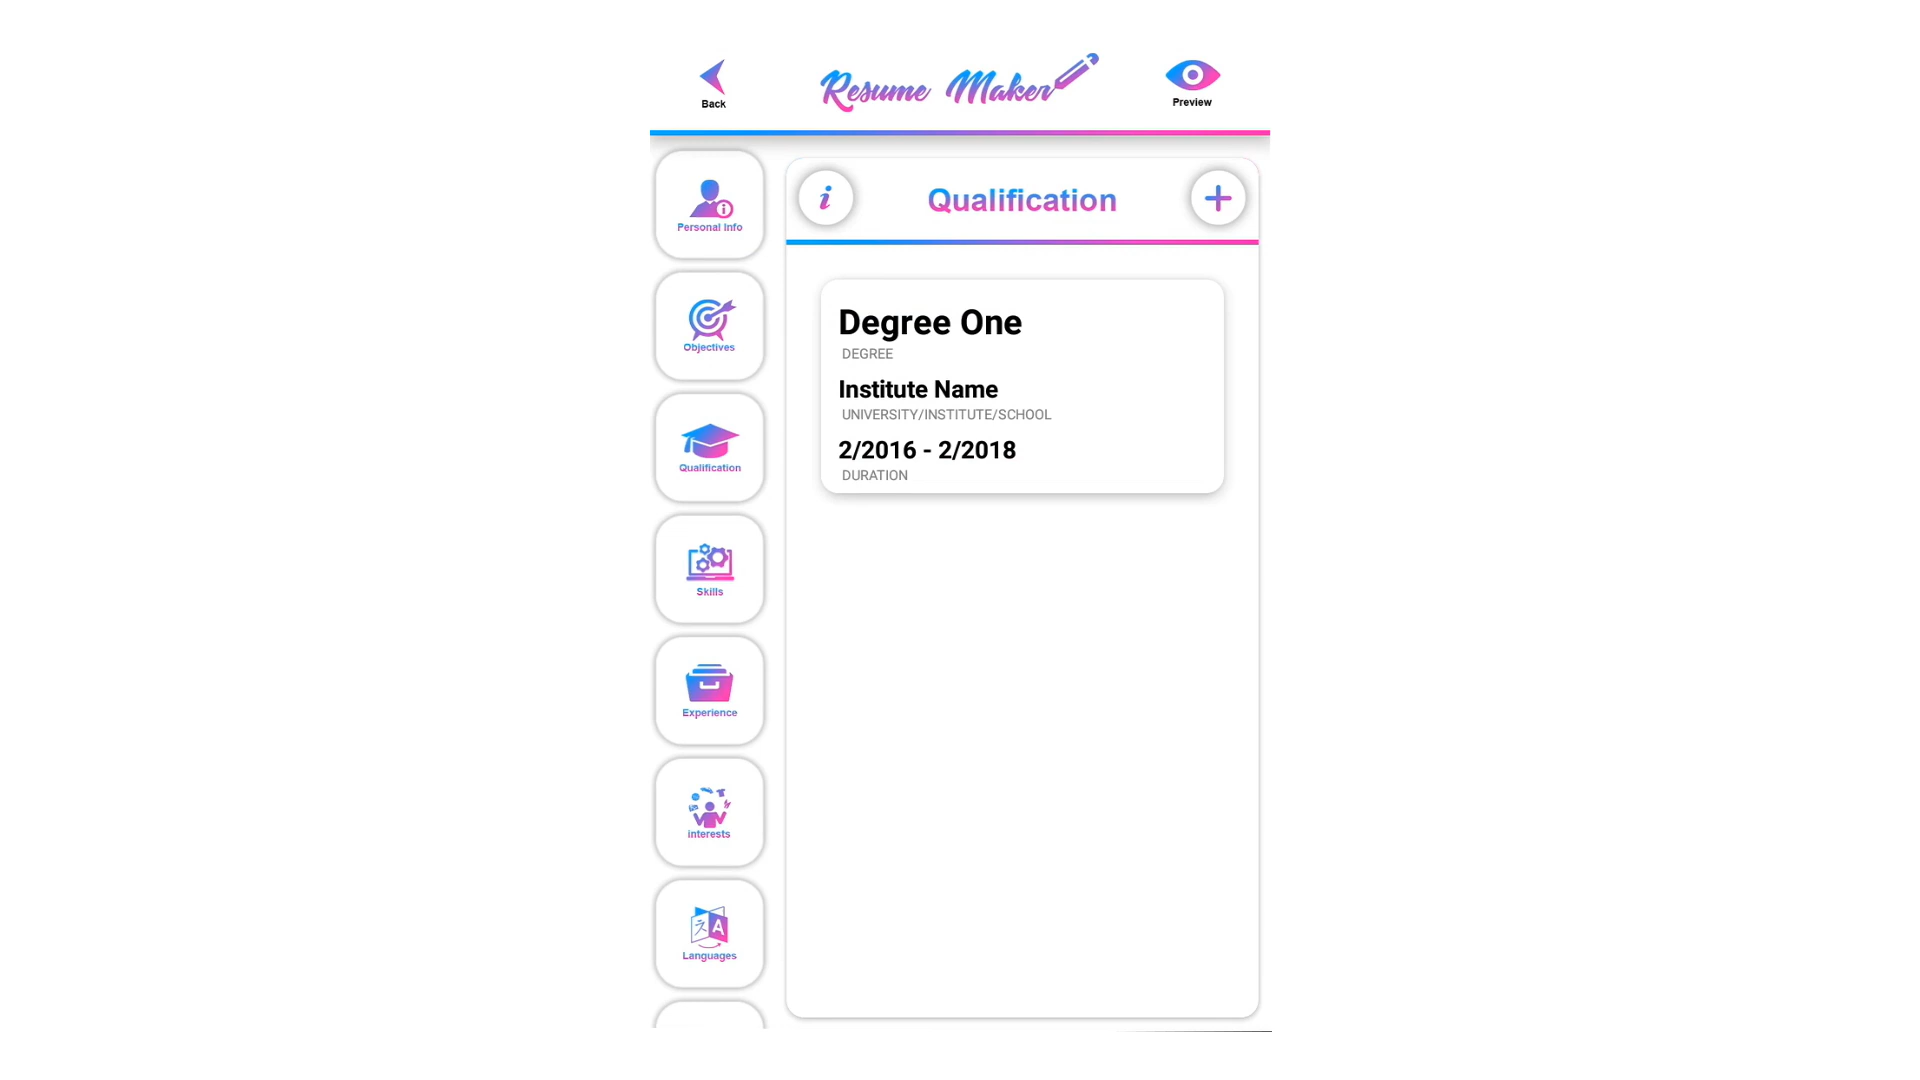 Back
Resume Maker
Preview
Personal Info
Objectives
Qualification
Skills
Experience
interests
Languages
i
Qualification
Degree One
DEGREE
Institute Name
UNIVERSITY/INSTITUTE/SCHOOL
2/2016 - 2/2018
DURATION